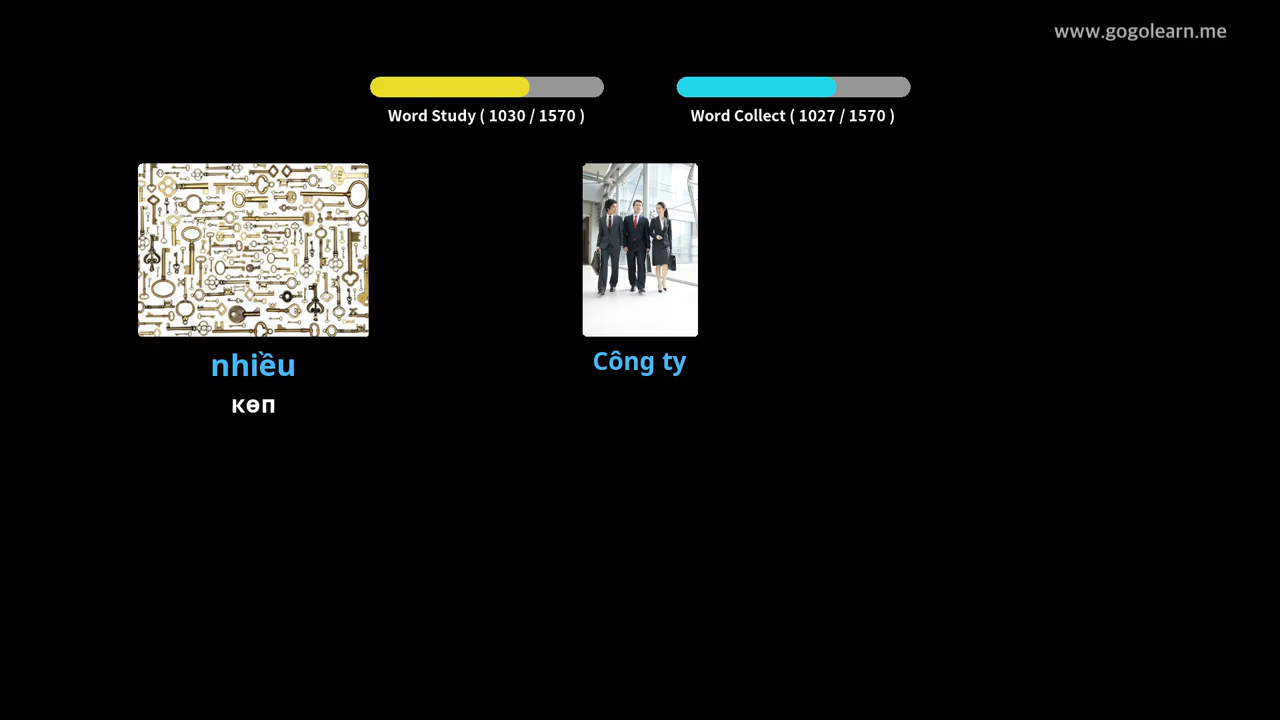 www.gogolearn.me
Word Study ( 1030 / 1570 )
Word Collect ( 1027 / 1570 )
nhiều
көп
Công ty